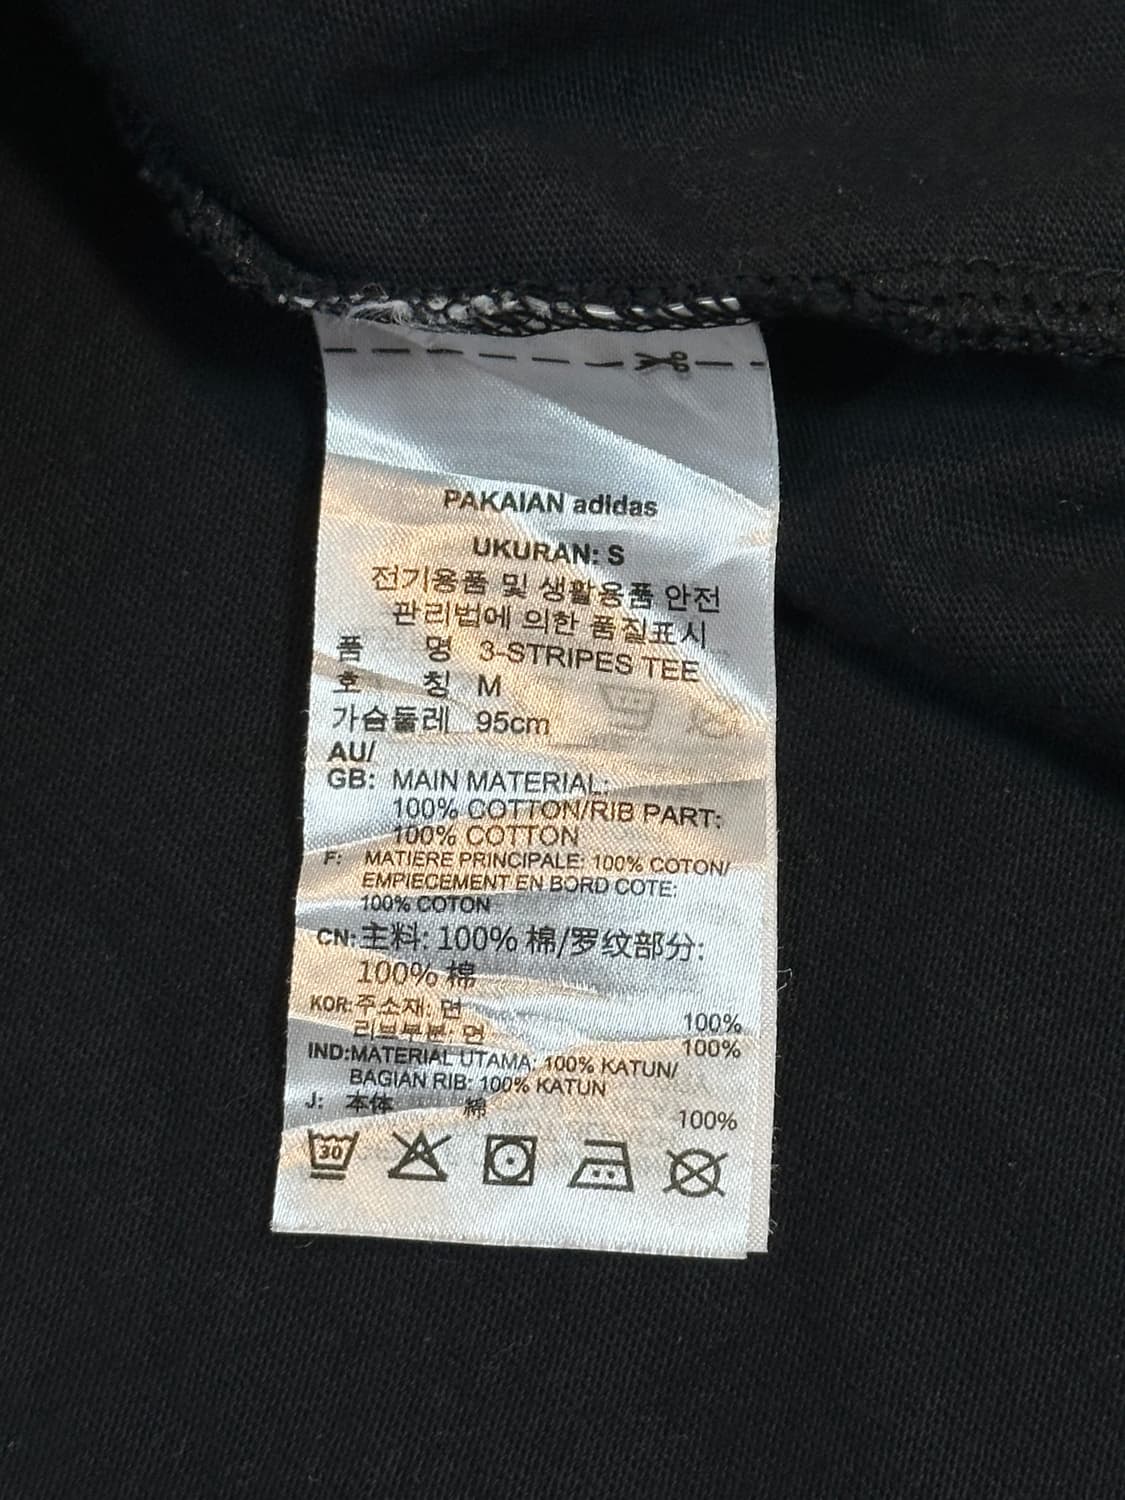 PAKAIAN adidas
UKURAN: S
전기용품 및 생활용품 안전
관리법에 의한 품질표시
품 명 3-STRIPES TEE
호 칭 M
가슴둘레 95cm
AU/
GB: MAIN MATERIAL:
100% COTTON/RIB PART:
100% COTTON
F: MATIERE PRINCIPALE: 100% COTON/
EMPIECEMENT EN BORD COTE:
100% COTON
CN: 主料: 100% 棉/罗纹部分:
100% 棉
KOR: 주소재: 면 100%
리브부분: 면 100%
IND: MATERIAL UTAMA: 100% KATUN/
BAGIAN RIB: 100% KATUN
J: 本体 綿 100%
30